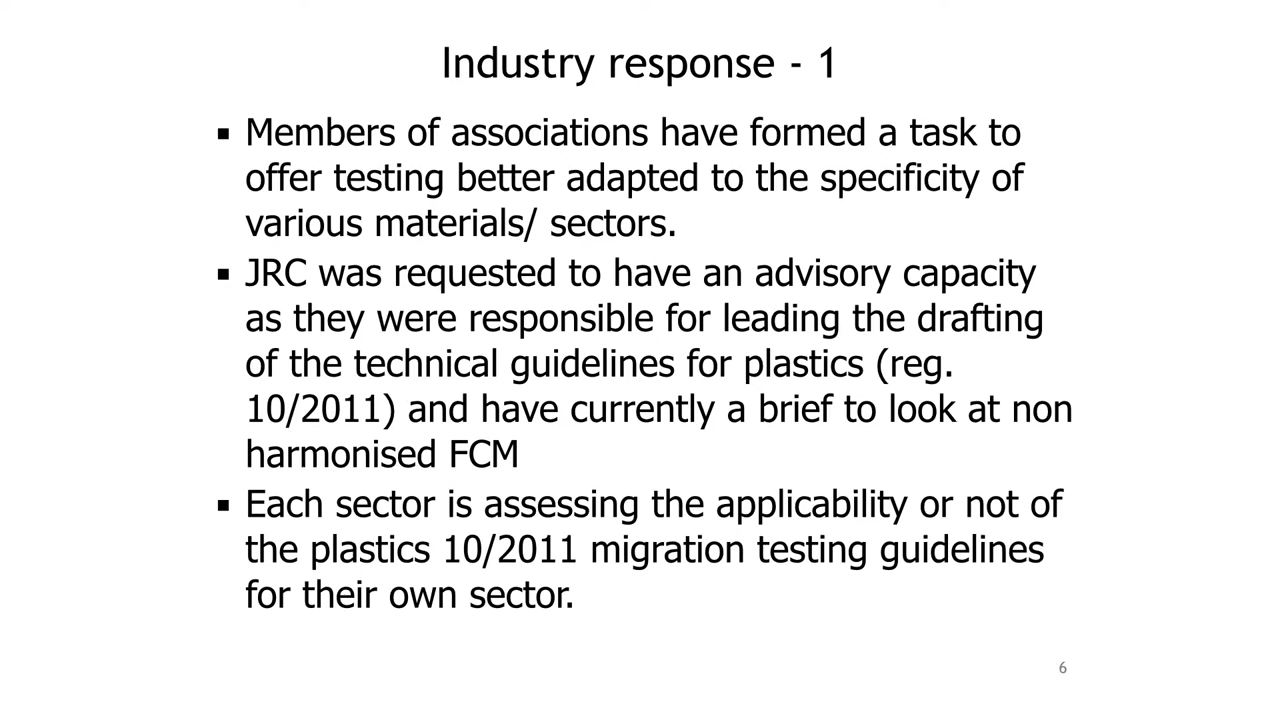 Industry response - 1
▪ Members of associations have formed a task to
offer testing better adapted to the specificity of
various materials/ sectors.
▪ JRC was requested to have an advisory capacity
as they were responsible for leading the drafting
of the technical guidelines for plastics (reg.
10/2011) and have currently a brief to look at non
harmonised FCM
▪ Each sector is assessing the applicability or not of
the plastics 10/2011 migration testing guidelines
for their own sector.
6